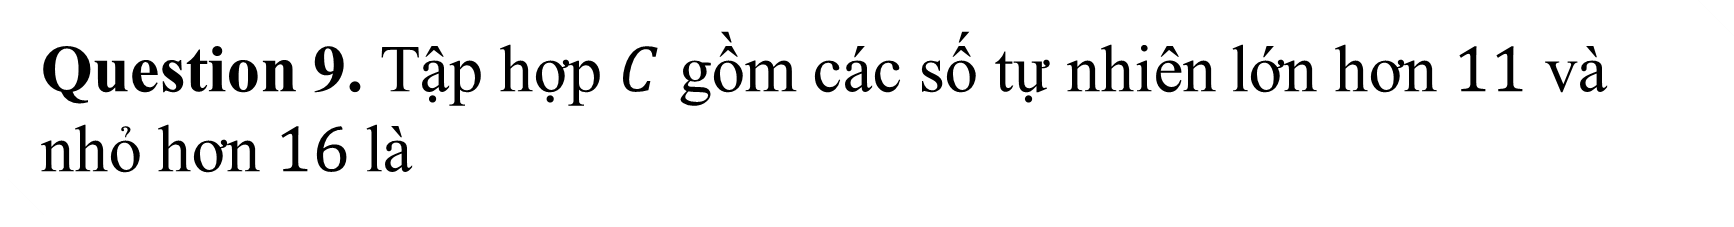 Question 9. Tập hợp C gồm các số tự nhiên lớn hơn 11 và
nhỏ hơn 16 là